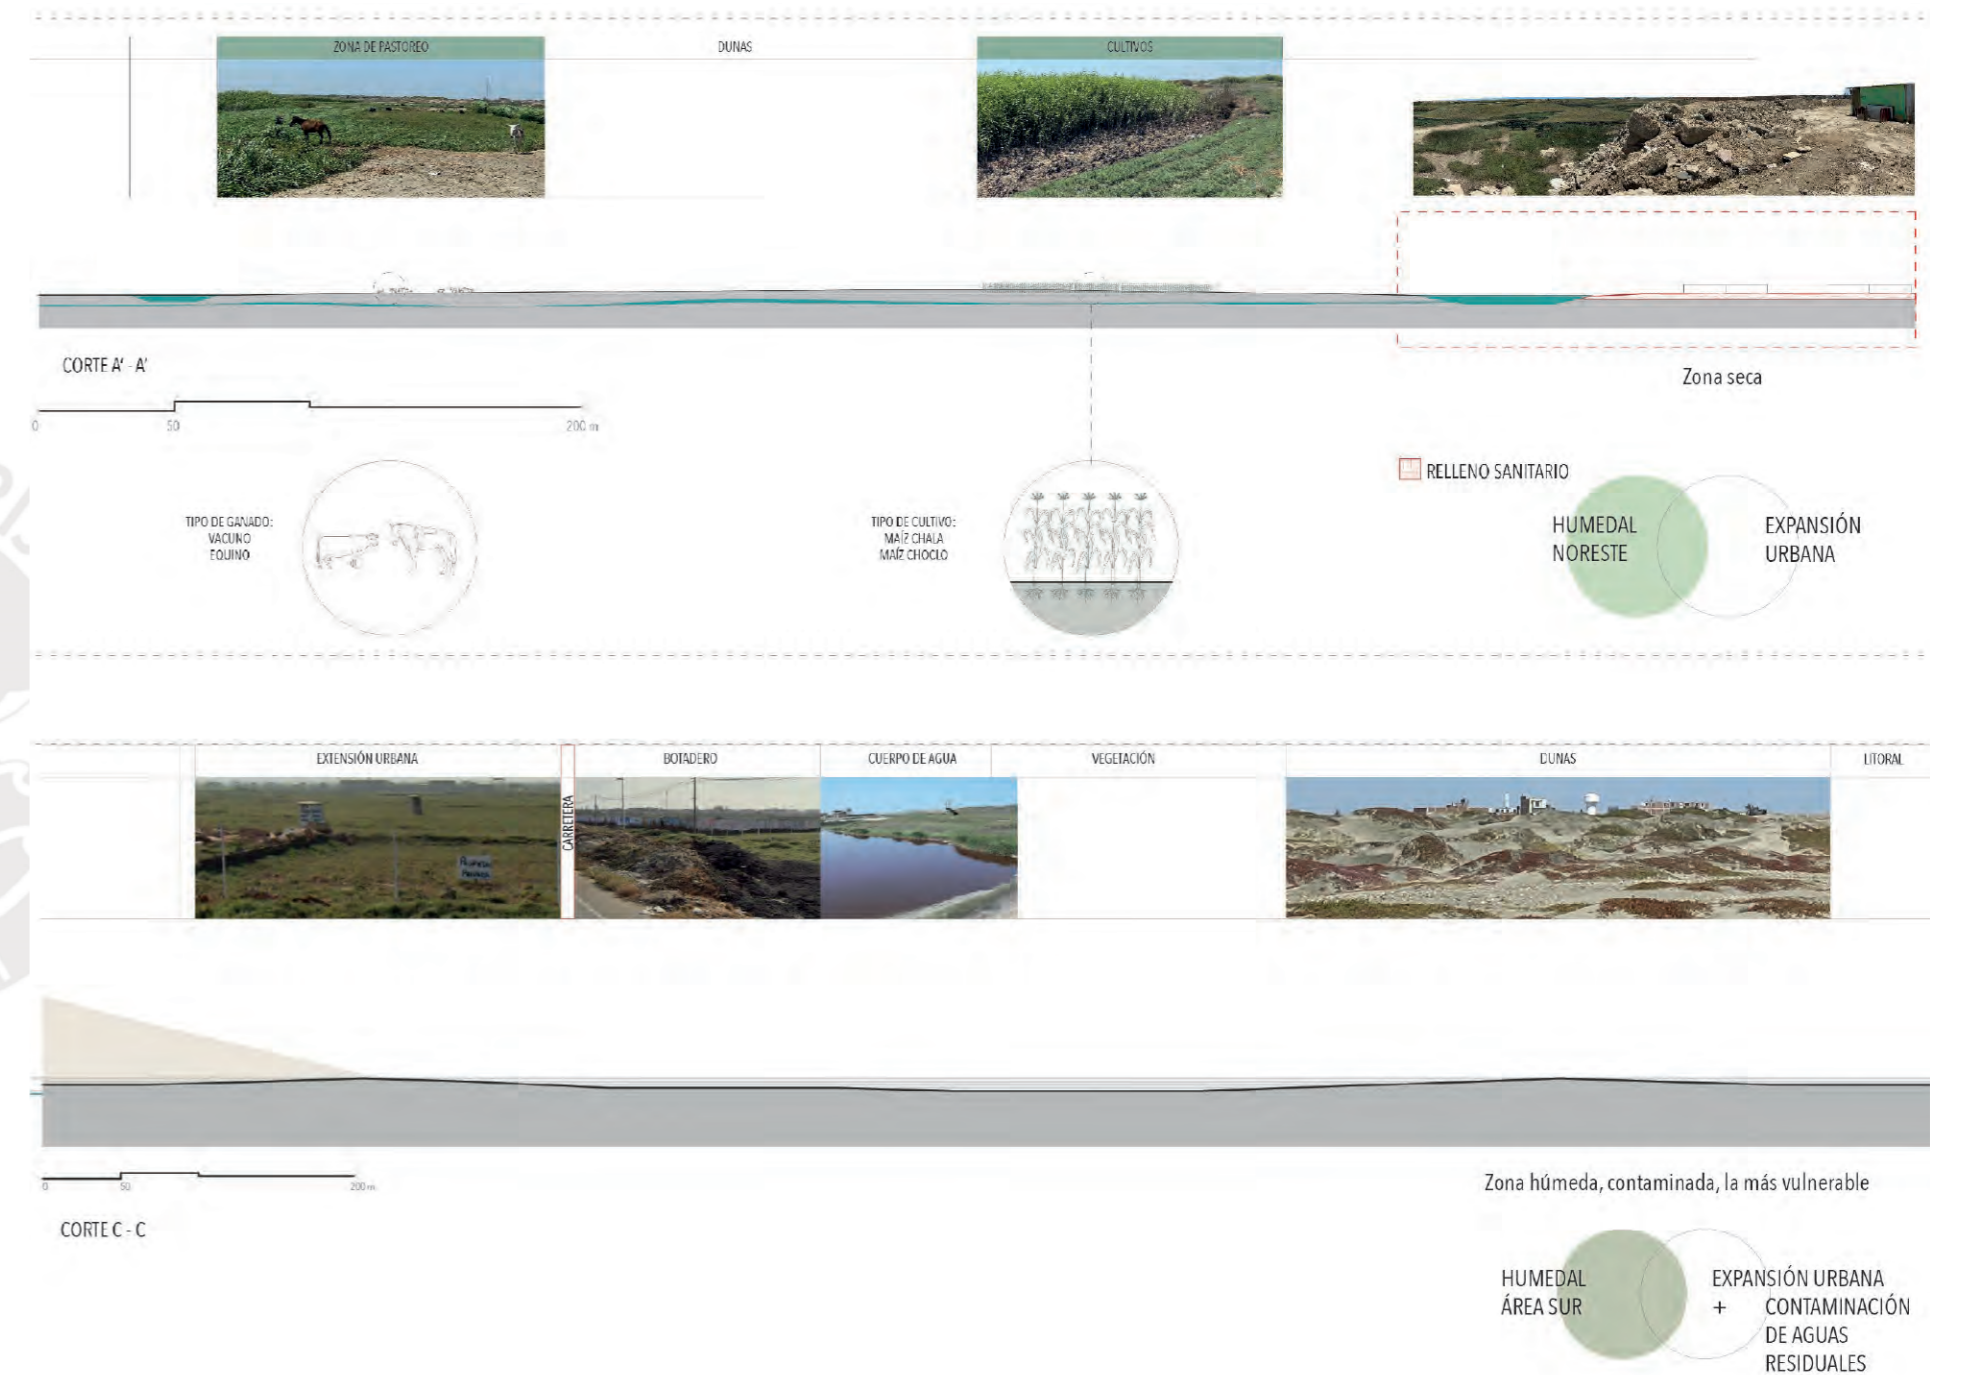 ZONA DE PASTOREO
DUNAS
CULTIVOS
CORTE A' - A'
0
50
200 m
Zona seca
TIPO DE GANADO:
VACUNO
EQUINO
TIPO DE CULTIVO:
MAÍZ CHALA
MAÍZ CHOCLO
RELLENO SANITARIO
HUMEDAL
NORESTE
EXPANSIÓN
URBANA
EXTENSIÓN URBANA
CARRETERA
BOTADERO
CUERPO DE AGUA
VEGETACIÓN
DUNAS
LITORAL
0
50
200 m
CORTE C - C
Zona húmeda, contaminada, la más vulnerable
HUMEDAL
ÁREA SUR
EXPANSIÓN URBANA
+ CONTAMINACIÓN
DE AGUAS
RESIDUALES